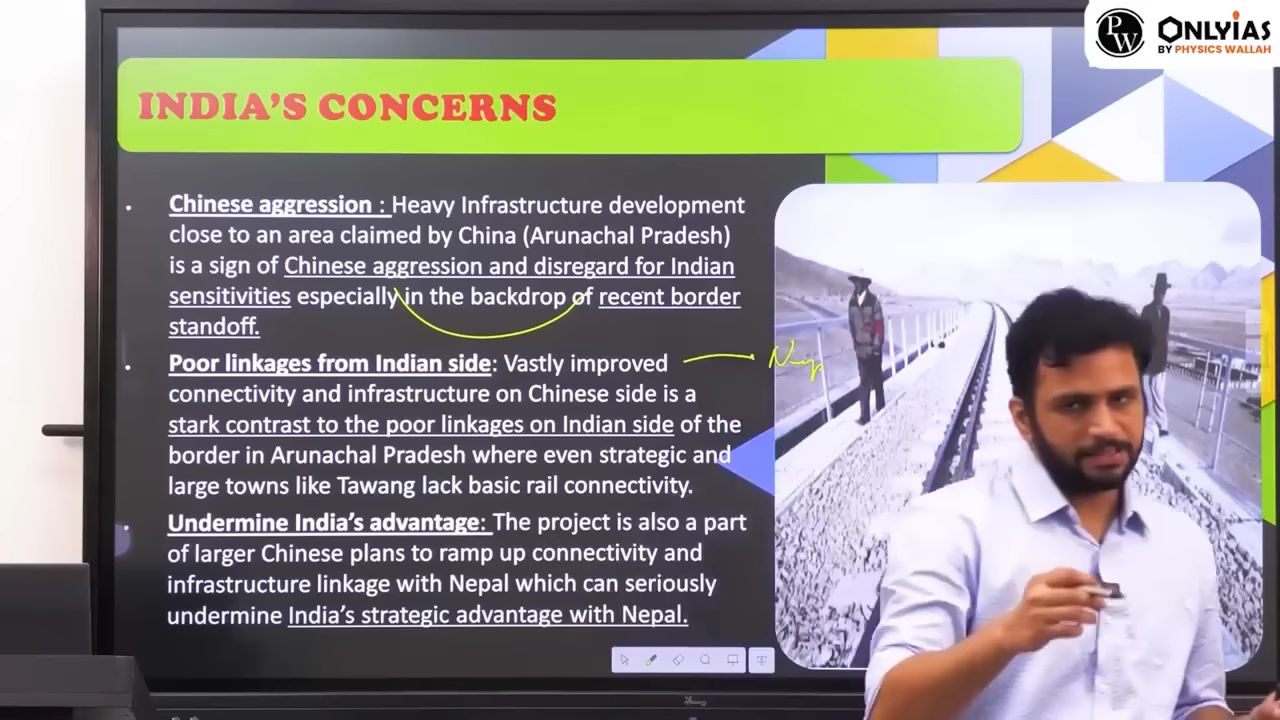 PW
ONLYIAS
BY PHYSICS WALLAH
INDIA'S CONCERNS
Chinese aggression : Heavy Infrastructure development
close to an area claimed by China (Arunachal Pradesh)
is a sign of Chinese aggression and disregard for Indian
sensitivities especially in the backdrop of recent border
standoff.
Poor linkages from Indian side: Vastly improved
connectivity and infrastructure on Chinese side is a
stark contrast to the poor linkages on Indian side of the
border in Arunachal Pradesh where even strategic and
large towns like Tawang lack basic rail connectivity.
Undermine India's advantage: The project is also a part
of larger Chinese plans to ramp up connectivity and
infrastructure linkage with Nepal which can seriously
undermine India's strategic advantage with Nepal.